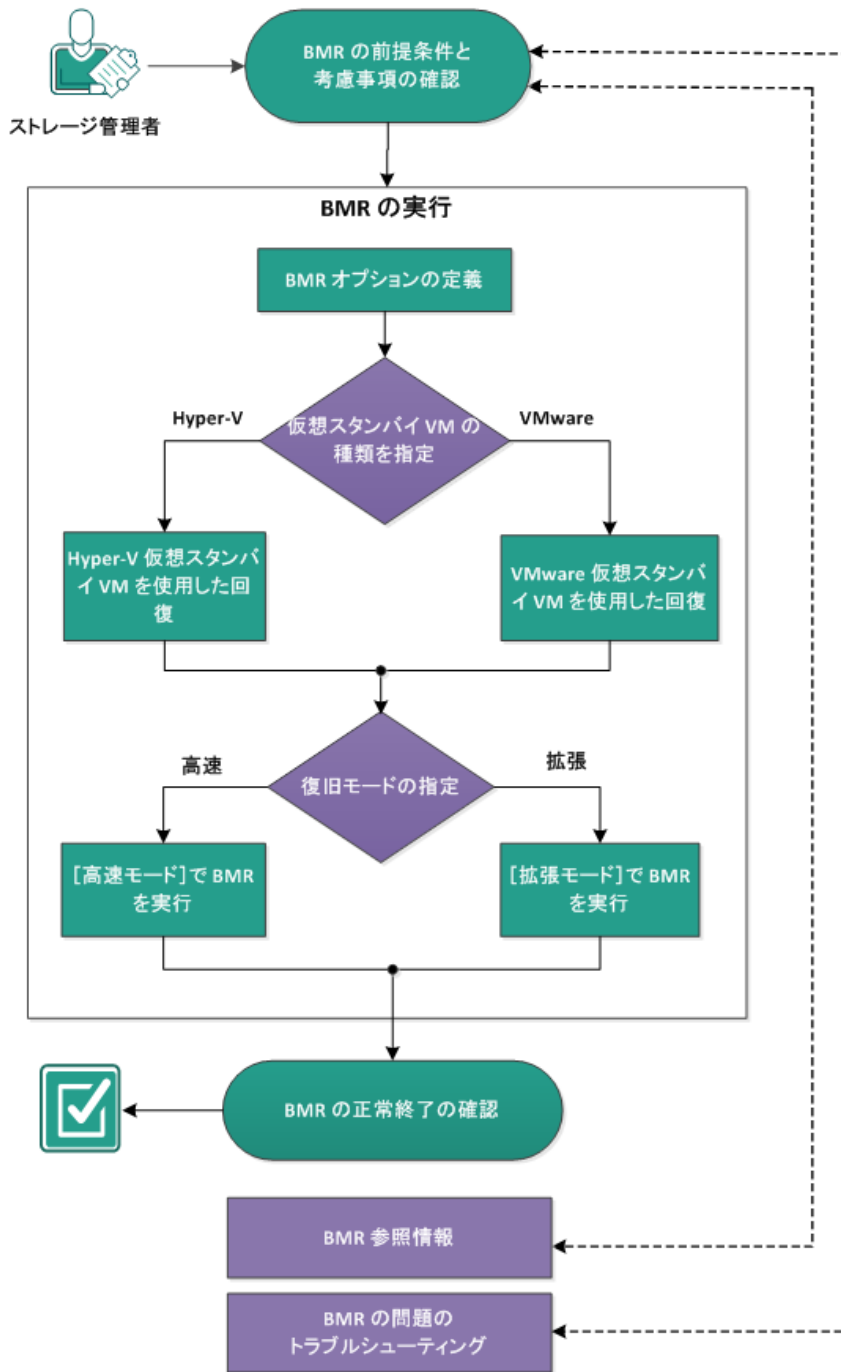 BMR の前提条件と
考慮事項の確認
ストレージ管理者
BMR の実行
BMR オプションの定義
Hyper-V
仮想スタンバイ VM の
種類を指定
VMware
Hyper-V 仮想スタンバ
イ VM を使用した回
復
VMware 仮想スタンバ
イ VM を使用した回復
高速
復旧モードの指定
拡張
[高速モード]で BMR
を実行
[拡張モード]で BMR
を実行
BMR の正常終了の確認
BMR 参照情報
BMR の問題の
トラブルシューティング